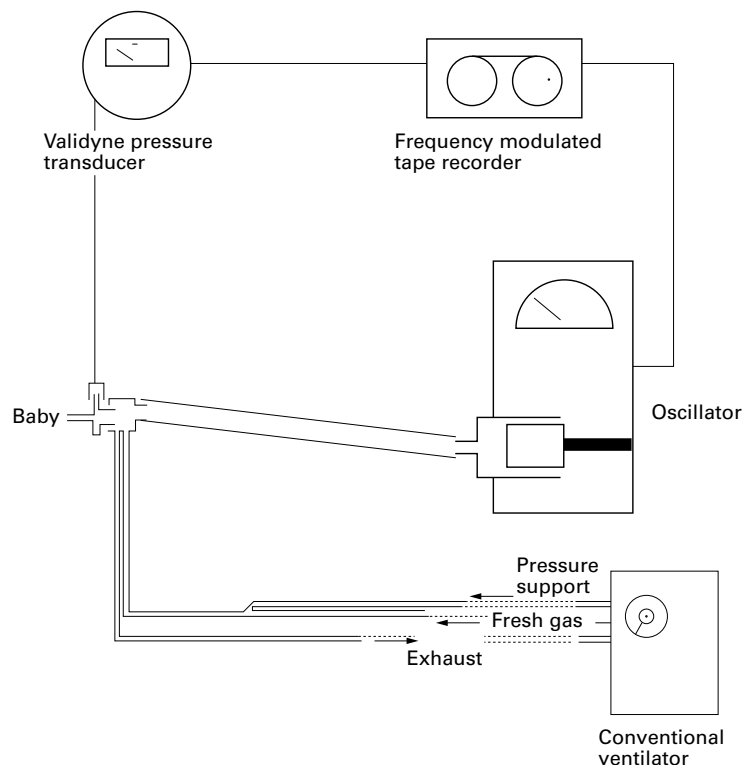 Validyne pressure
transducer
Frequency modulated
tape recorder
Baby
Oscillator
Pressure
support
Fresh gas
Exhaust
Conventional
ventilator